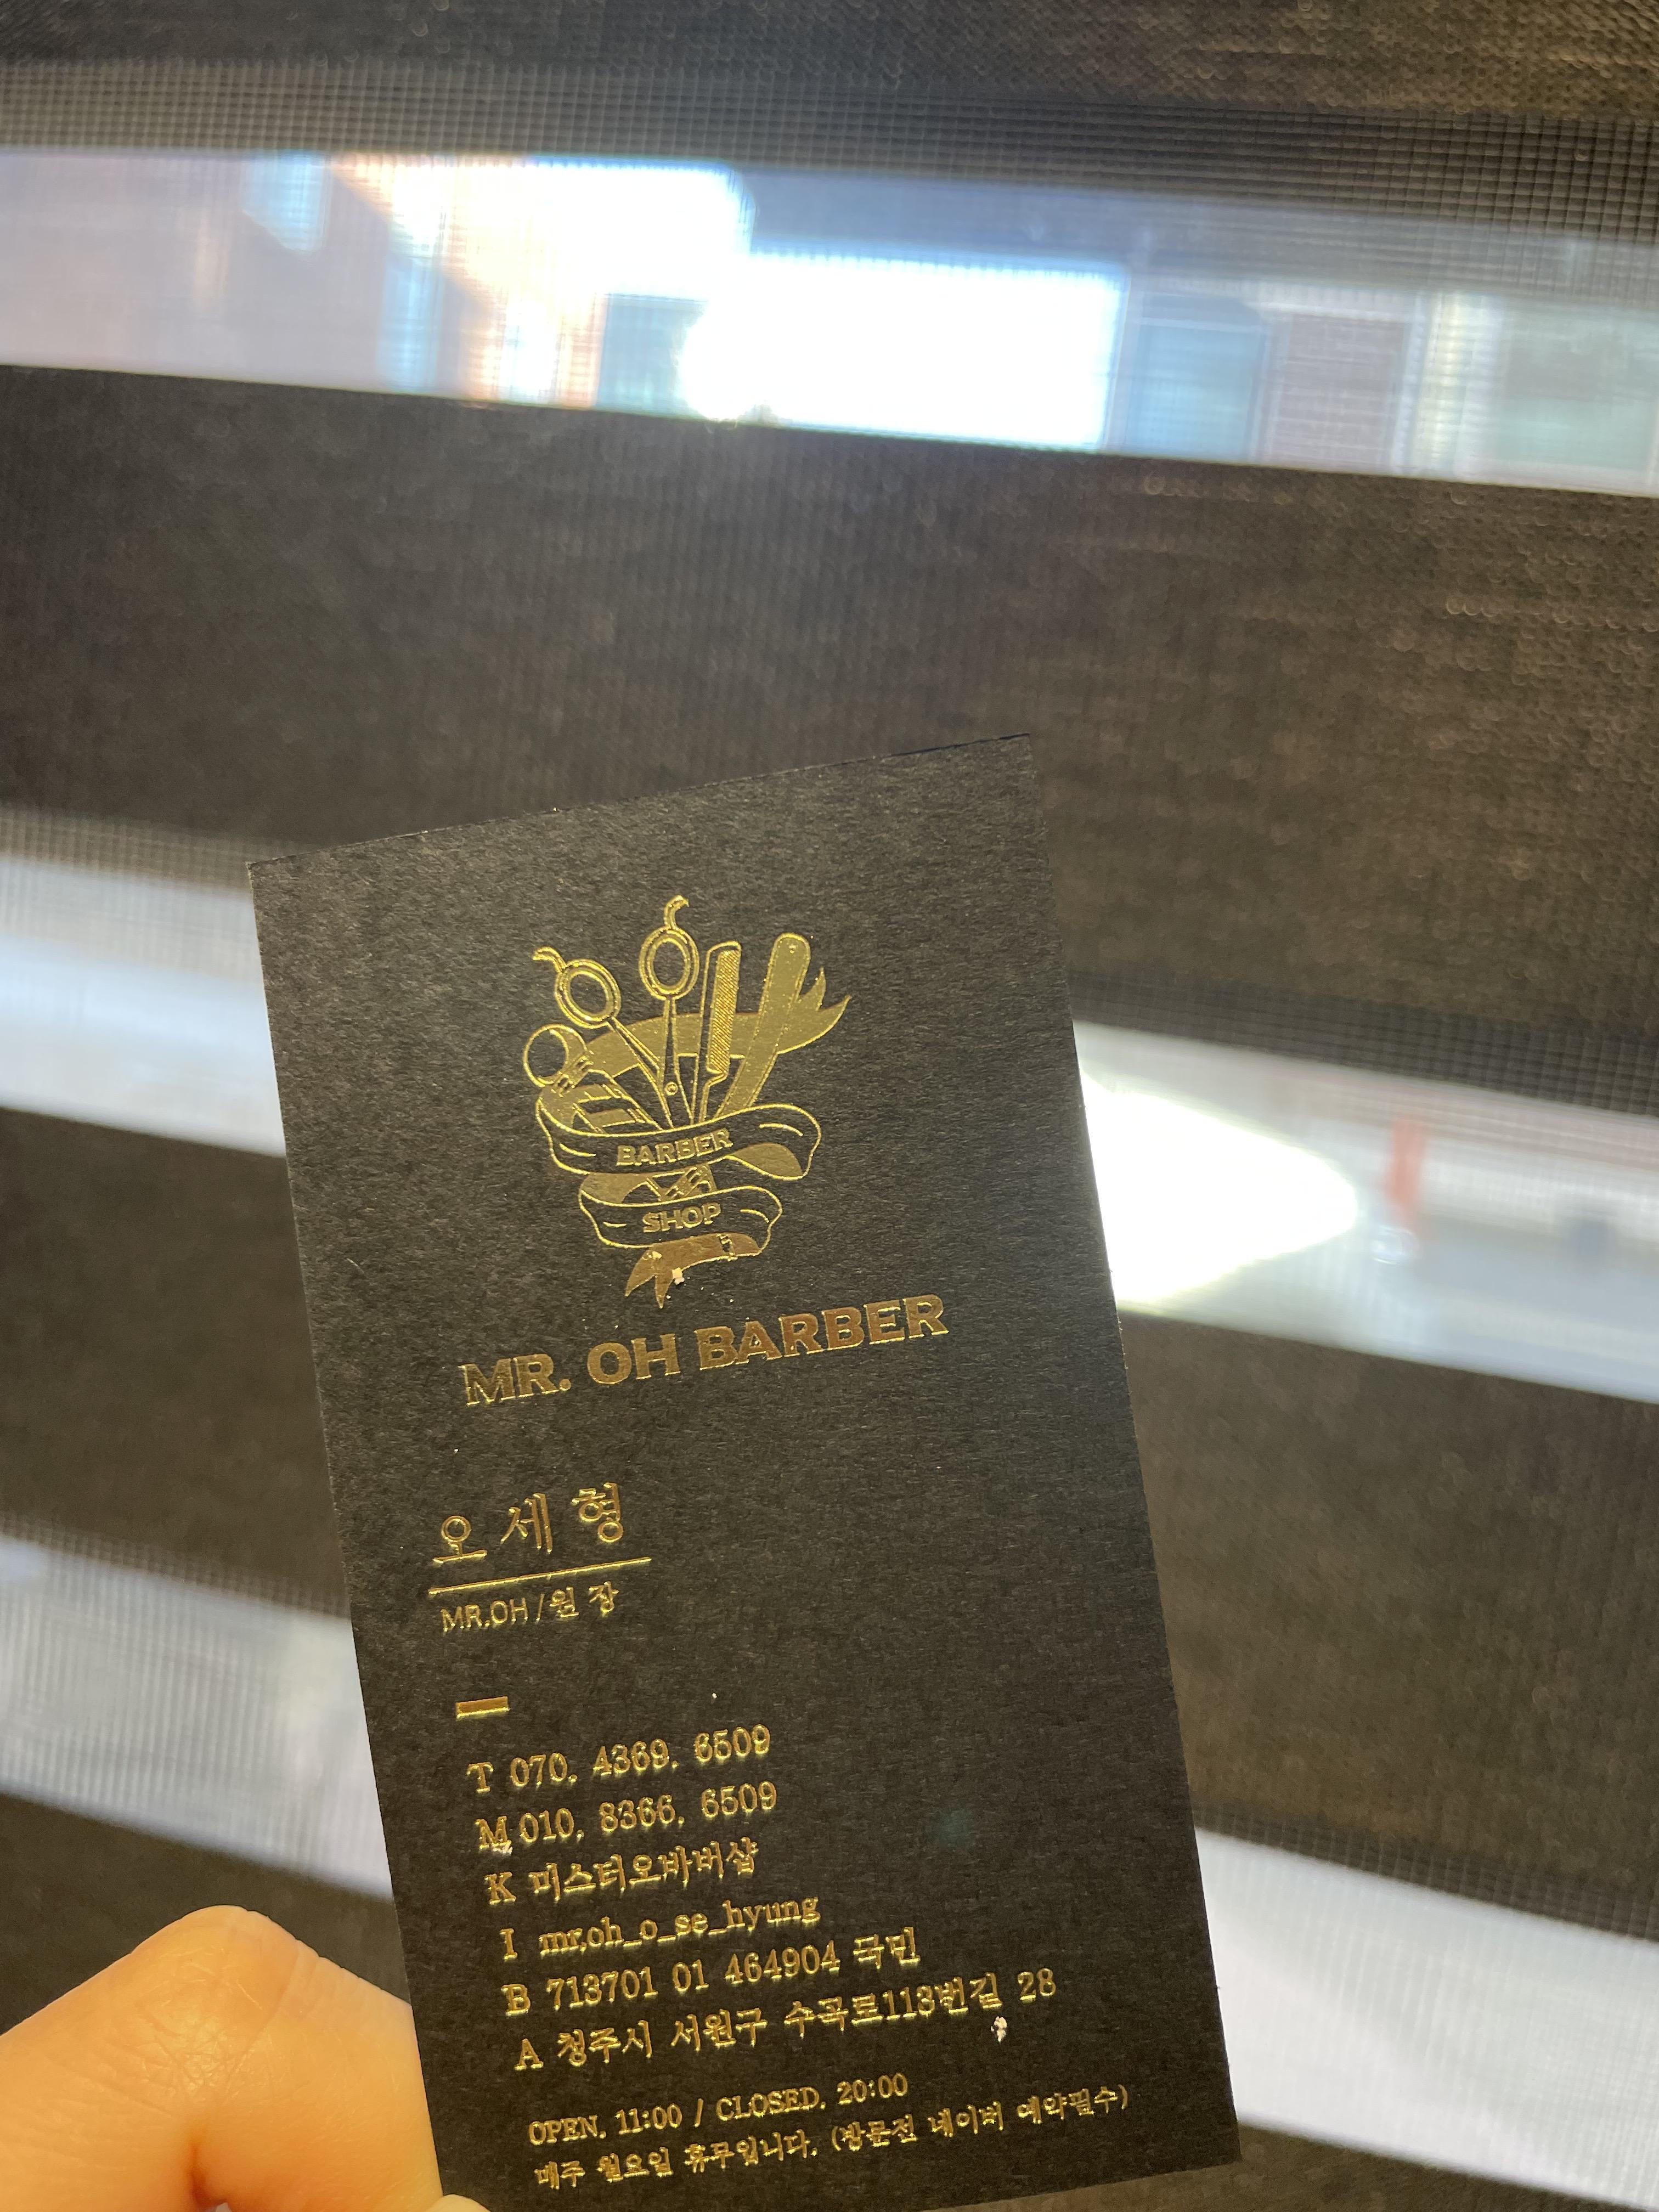 BARBER
SHOP
MR. OH BARBER
오세형
MR.OH / 원 장
T 070. 4369. 6509
M 010. 8366. 6509
K 미스터오바버샵
I mr.oh_o_se_hyung
B 713701 01 464904 국민
A 청주시 서원구 수곡로113번길 28
OPEN. 11:00 / CLOSED. 20:00
매주 월요일 휴무입니다. (방문전 네이버 예약필수)